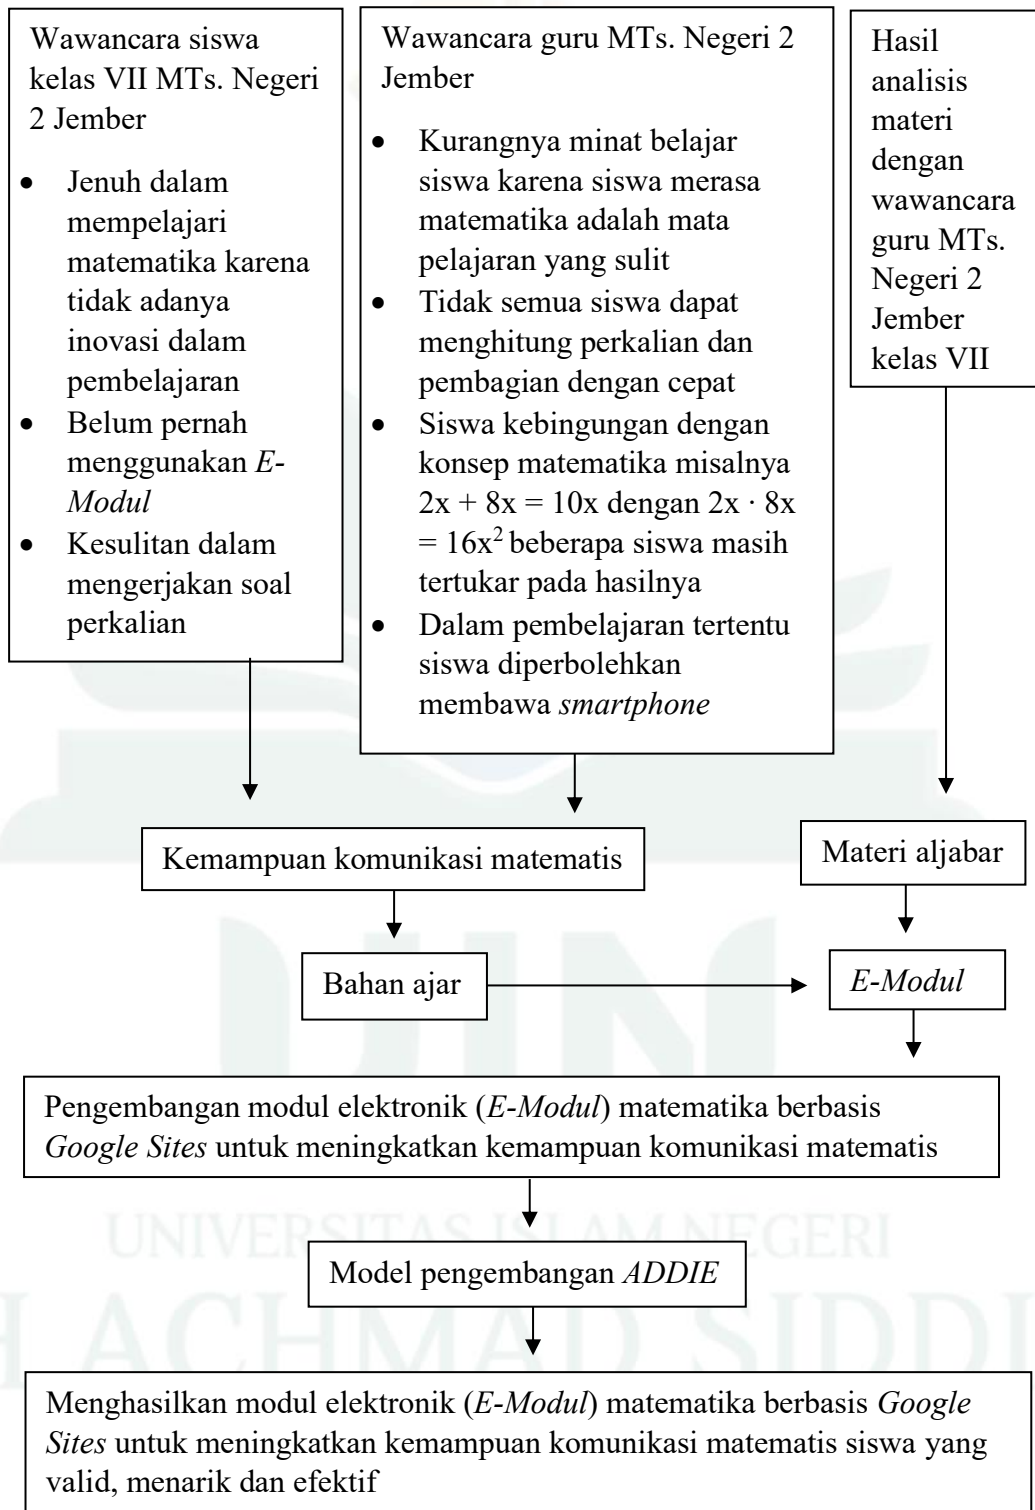 Wawancara siswa
kelas VII MTs. Negeri
2 Jember
• Jenuh dalam
mempelajari
matematika karena
tidak adanya
inovasi dalam
pembelajaran
• Belum pernah
menggunakan E-
Modul
• Kesulitan dalam
mengerjakan soal
perkalian
Wawancara guru MTs. Negeri 2
Jember
• Kurangnya minat belajar
siswa karena siswa merasa
matematika adalah mata
pelajaran yang sulit
• Tidak semua siswa dapat
menghitung perkalian dan
pembagian dengan cepat
• Siswa kebingungan dengan
konsep matematika misalnya
2x + 8x = 10x dengan 2x · 8x
= 16x² beberapa siswa masih
tertukar pada hasilnya
• Dalam pembelajaran tertentu
siswa diperbolehkan
membawa smartphone
Hasil
analisis
materi
dengan
wawancara
guru MTs.
Negeri 2
Jember
kelas VII
Kemampuan komunikasi matematis
Materi aljabar
Bahan ajar
E-Modul
Pengembangan modul elektronik (E-Modul) matematika berbasis
Google Sites untuk meningkatkan kemampuan komunikasi matematis
Model pengembangan ADDIE
Menghasilkan modul elektronik (E-Modul) matematika berbasis Google
Sites untuk meningkatkan kemampuan komunikasi matematis siswa yang
valid, menarik dan efektif
UIN
UNIVERSITAS ISLAM NEGERI
H ACHMAD SIDDI